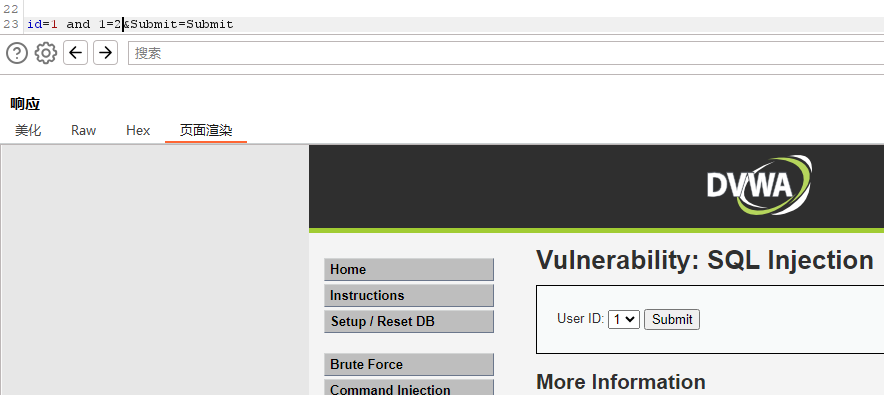 22
23 id=1 and 1=2&Submit=Submit
搜索
响应
美化 Raw Hex 页面渲染
DVWA
Vulnerability: SQL Injection
Home
Instructions
Setup / Reset DB
User ID: 1 Submit
Brute Force
Command Injection
More Information